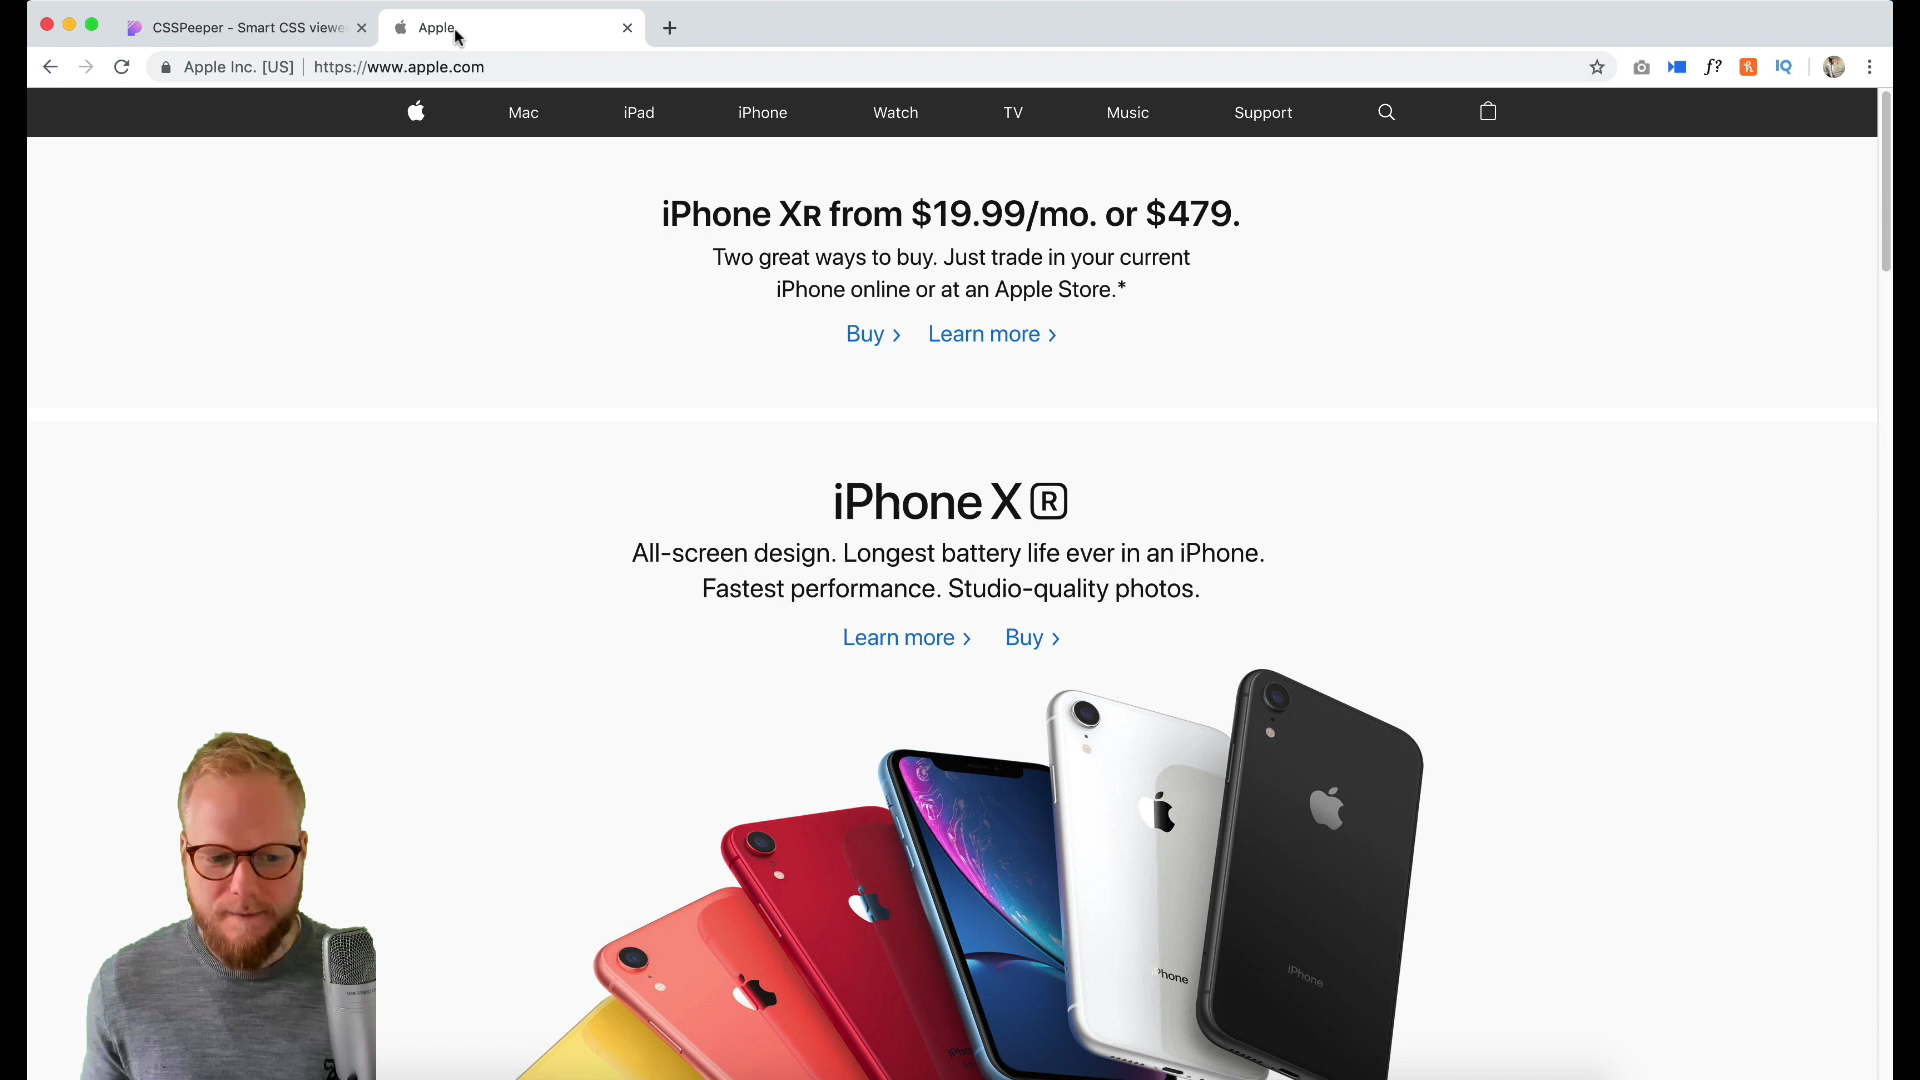 CSSPeeper - Smart CSS viewe
Apple
Apple Inc. [US]
https://www.apple.com
f?
IQ
Mac
iPad
iPhone
Watch
TV
Music
Support
iPhone XR from $19.99/mo. or $479.
Two great ways to buy. Just trade in your current
iPhone online or at an Apple Store.*
Buy >
Learn more >
iPhone XR
All-screen design. Longest battery life ever in an iPhone.
Fastest performance. Studio-quality photos.
Learn more >
Buy >
iPhone
iPhone